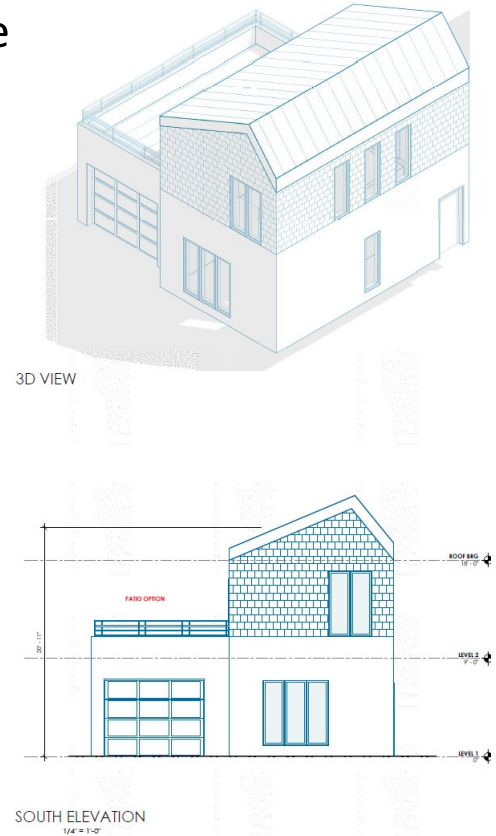 e
3D VIEW
ROOF BRG
18' - 0"
PATIO OPTION
20' - 11"
LEVEL 2
9' - 0"
LEVEL 1
0"
SOUTH ELEVATION
1/4" = 1'-0"